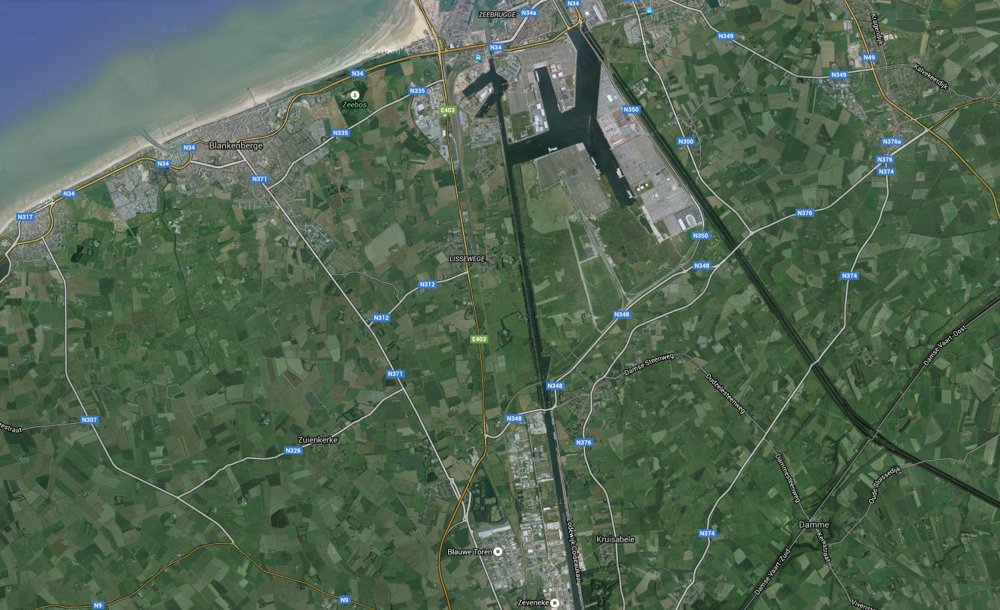 N34
ZEEBRUGGE
N34a
N34
N349
N34
N49
Kragendijk
N349
Kalvekeetdijk
N34
N335
Zeebos
E403
N350
N335
N300
N376a
N34
Blankenberge
N376
N34
N374
N371
N34
N376
N317
N350
LISSEWEGE
N348
N312
N374
N312
N348
E403
Damse Vaart-Oost
Damse Steenweg
N371
N348
Dudzelesteenweg
N307
N348
Zuienkerke
N376
N326
Dammesteenweg
Oude Sluissedijk
Damme
N374
Lodewijk Coiseaukaai
Kruisabele
Kerkstraat
Blauwe Toren
Damse Vaart-Zuid
N9
N9
Zeveneke